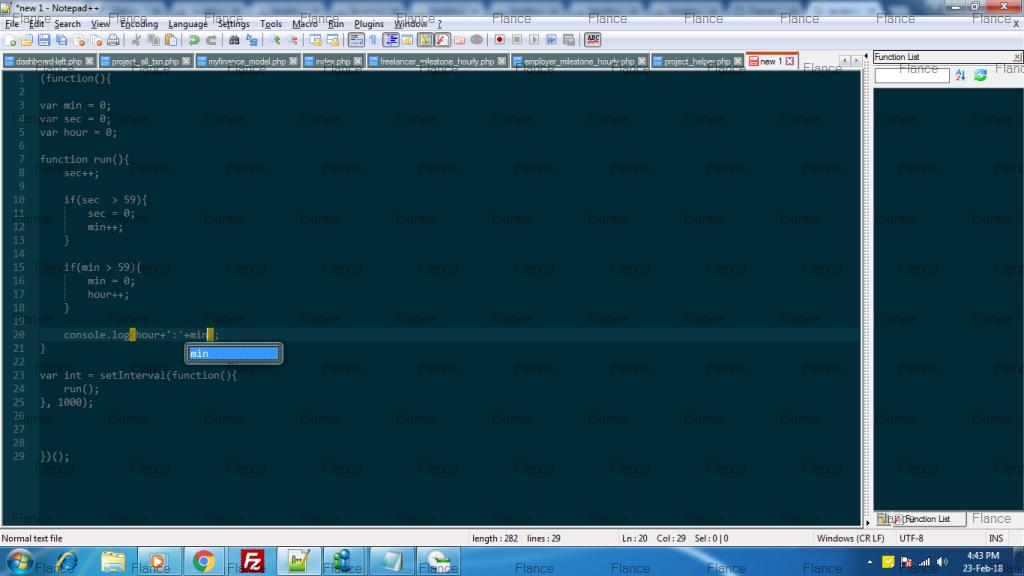 *new 1 - Notepad++
File Edit Search View Encoding Language Settings Tools Macro Run Plugins Window ? X
dashboard-left.php project_all_txn.php myfinance_model.php index.php freelancer_milestone_hourly.php employer_milestone_hourly.php project_helper.php new 1
Function List
1 (function(){
2
3 var min = 0;
4 var sec = 0;
5 var hour = 0;
6
7 function run(){
8 sec++;
9
10 if(sec > 59){
11 sec = 0;
12 min++;
13 }
14
15 if(min > 59){
16 min = 0;
17 hour++;
18 }
19
20 console.log(hour+':'+min);
min
21 }
22
23 var int = setInterval(function(){
24 run();
25 }, 1000);
26
27
28
29 })();
Function List
Normal text file length : 282 lines : 29 Ln : 20 Col : 29 Sel : 0 | 0 Windows (CR LF) UTF-8 INS
4:43 PM
23-Feb-18
Flance